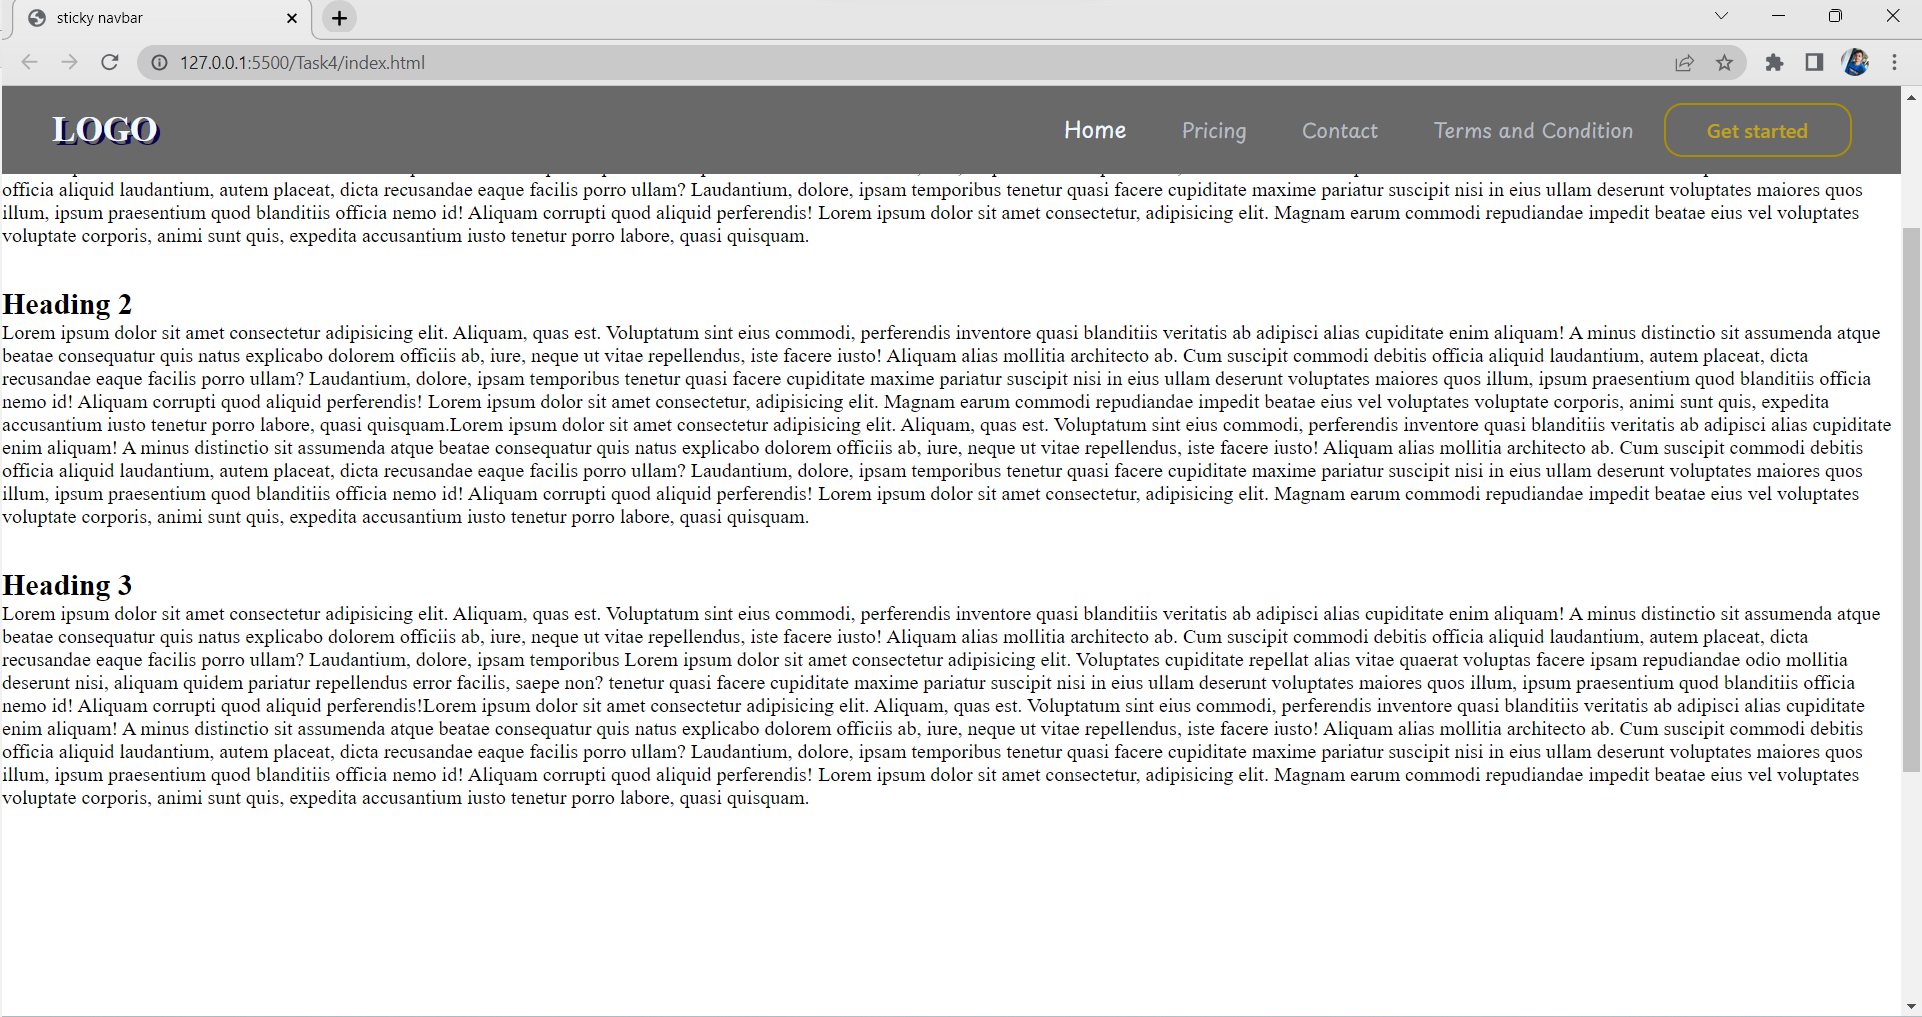 sticky navbar
127.0.0.1:5500/Task4/index.html
LOGO
Home Pricing Contact Terms and Condition Get started
officia aliquid laudantium, autem placeat, dicta recusandae eaque facilis porro ullam? Laudantium, dolore, ipsam temporibus tenetur quasi facere cupiditate maxime pariatur suscipit nisi in eius ullam deserunt voluptates maiores quos
illum, ipsum praesentium quod blanditiis officia nemo id! Aliquam corrupti quod aliquid perferendis! Lorem ipsum dolor sit amet consectetur, adipisicing elit. Magnam earum commodi repudiandae impedit beatae eius vel voluptates
voluptate corporis, animi sunt quis, expedita accusantium iusto tenetur porro labore, quasi quisquam.
Heading 2
Lorem ipsum dolor sit amet consectetur adipisicing elit. Aliquam, quas est. Voluptatum sint eius commodi, perferendis inventore quasi blanditiis veritatis ab adipisci alias cupiditate enim aliquam! A minus distinctio sit assumenda atque
beatae consequatur quis natus explicabo dolorem officiis ab, iure, neque ut vitae repellendus, iste facere iusto! Aliquam alias mollitia architecto ab. Cum suscipit commodi debitis officia aliquid laudantium, autem placeat, dicta
recusandae eaque facilis porro ullam? Laudantium, dolore, ipsam temporibus tenetur quasi facere cupiditate maxime pariatur suscipit nisi in eius ullam deserunt voluptates maiores quos illum, ipsum praesentium quod blanditiis officia
nemo id! Aliquam corrupti quod aliquid perferendis! Lorem ipsum dolor sit amet consectetur, adipisicing elit. Magnam earum commodi repudiandae impedit beatae eius vel voluptates voluptate corporis, animi sunt quis, expedita
accusantium iusto tenetur porro labore, quasi quisquam.Lorem ipsum dolor sit amet consectetur adipisicing elit. Aliquam, quas est. Voluptatum sint eius commodi, perferendis inventore quasi blanditiis veritatis ab adipisci alias cupiditate
enim aliquam! A minus distinctio sit assumenda atque beatae consequatur quis natus explicabo dolorem officiis ab, iure, neque ut vitae repellendus, iste facere iusto! Aliquam alias mollitia architecto ab. Cum suscipit commodi debitis
officia aliquid laudantium, autem placeat, dicta recusandae eaque facilis porro ullam? Laudantium, dolore, ipsam temporibus tenetur quasi facere cupiditate maxime pariatur suscipit nisi in eius ullam deserunt voluptates maiores quos
illum, ipsum praesentium quod blanditiis officia nemo id! Aliquam corrupti quod aliquid perferendis! Lorem ipsum dolor sit amet consectetur, adipisicing elit. Magnam earum commodi repudiandae impedit beatae eius vel voluptates
voluptate corporis, animi sunt quis, expedita accusantium iusto tenetur porro labore, quasi quisquam.
Heading 3
Lorem ipsum dolor sit amet consectetur adipisicing elit. Aliquam, quas est. Voluptatum sint eius commodi, perferendis inventore quasi blanditiis veritatis ab adipisci alias cupiditate enim aliquam! A minus distinctio sit assumenda atque
beatae consequatur quis natus explicabo dolorem officiis ab, iure, neque ut vitae repellendus, iste facere iusto! Aliquam alias mollitia architecto ab. Cum suscipit commodi debitis officia aliquid laudantium, autem placeat, dicta
recusandae eaque facilis porro ullam? Laudantium, dolore, ipsam temporibus Lorem ipsum dolor sit amet consectetur adipisicing elit. Voluptates cupiditate repellat alias vitae quaerat voluptas facere ipsam repudiandae odio mollitia
deserunt nisi, aliquam quidem pariatur repellendus error facilis, saepe non? tenetur quasi facere cupiditate maxime pariatur suscipit nisi in eius ullam deserunt voluptates maiores quos illum, ipsum praesentium quod blanditiis officia
nemo id! Aliquam corrupti quod aliquid perferendis!Lorem ipsum dolor sit amet consectetur adipisicing elit. Aliquam, quas est. Voluptatum sint eius commodi, perferendis inventore quasi blanditiis veritatis ab adipisci alias cupiditate
enim aliquam! A minus distinctio sit assumenda atque beatae consequatur quis natus explicabo dolorem officiis ab, iure, neque ut vitae repellendus, iste facere iusto! Aliquam alias mollitia architecto ab. Cum suscipit commodi debitis
officia aliquid laudantium, autem placeat, dicta recusandae eaque facilis porro ullam? Laudantium, dolore, ipsam temporibus tenetur quasi facere cupiditate maxime pariatur suscipit nisi in eius ullam deserunt voluptates maiores quos
illum, ipsum praesentium quod blanditiis officia nemo id! Aliquam corrupti quod aliquid perferendis! Lorem ipsum dolor sit amet consectetur, adipisicing elit. Magnam earum commodi repudiandae impedit beatae eius vel voluptates
voluptate corporis, animi sunt quis, expedita accusantium iusto tenetur porro labore, quasi quisquam.